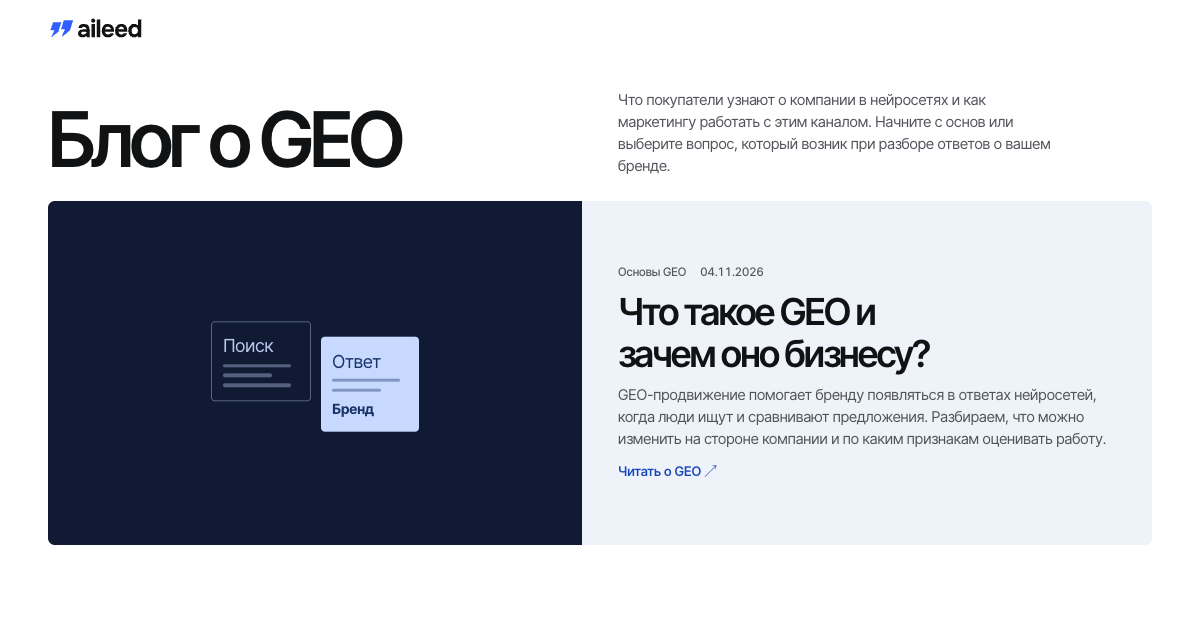 aileed
Блог о GEO
Что покупатели узнают о компании в нейросетях и как
маркетингу работать с этим каналом. Начните с основ или
выберите вопрос, который возник при разборе ответов о вашем
бренде.
Поиск
Ответ
Бренд
Основы GEO 04.11.2026
Что такое GEO и
зачем оно бизнесу?
GEO-продвижение помогает бренду появляться в ответах нейросетей,
когда люди ищут и сравнивают предложения. Разбираем, что можно
изменить на стороне компании и по каким признакам оценивать работу.
Читать о GEO